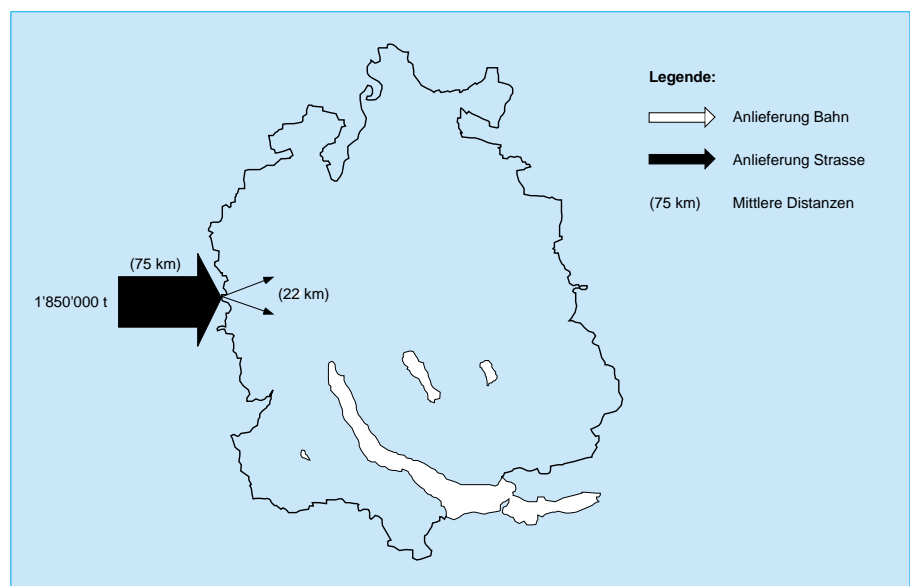 Legende:
Anlieferung Bahn
Anlieferung Strasse
(75 km) Mittlere Distanzen
(75 km)
1'850'000 t
(22 km)